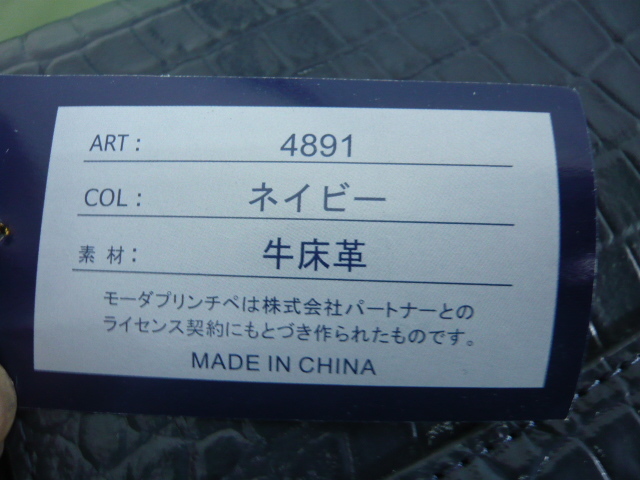 ART: 4891
COL: ネイビー
素材: 牛床革
モーダプリンチペは株式会社パートナーとの
ライセンス契約にもとづき作られたものです。
MADE IN CHINA